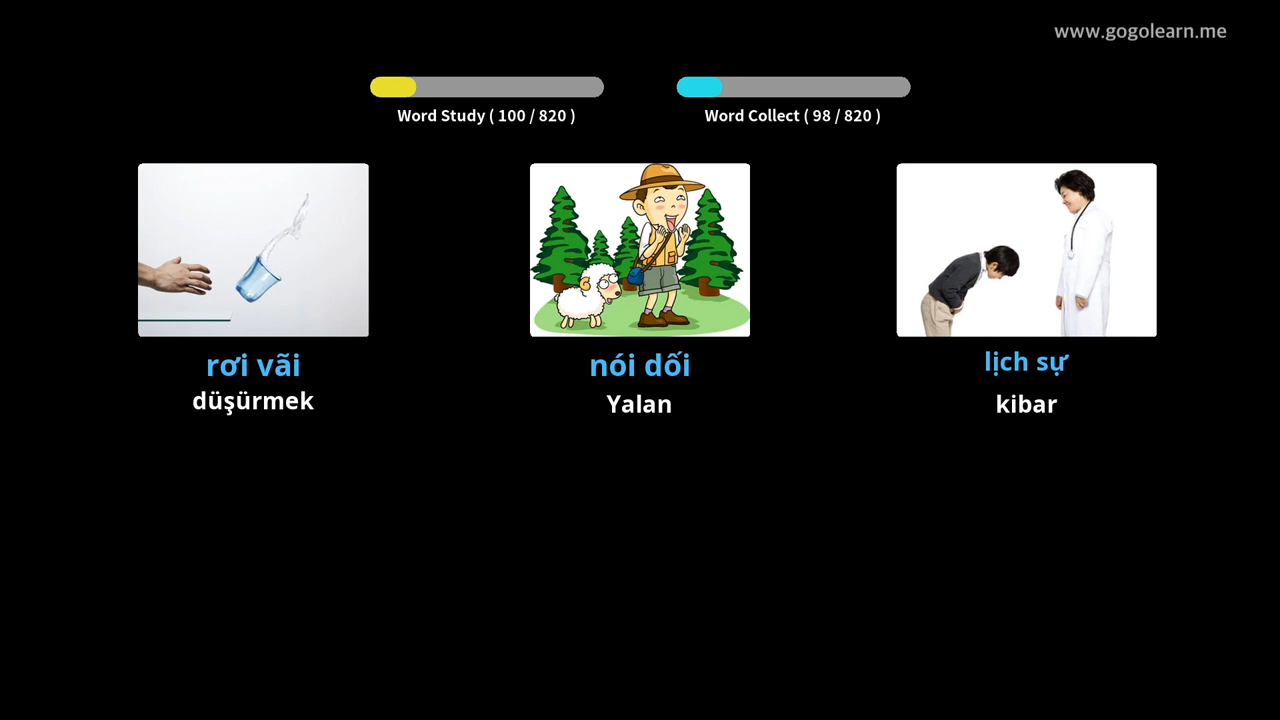 www.gogolearn.me
Word Study ( 100 / 820 )
Word Collect ( 98 / 820 )
rơi vãi
düşürmek
nói dối
Yalan
lịch sự
kibar